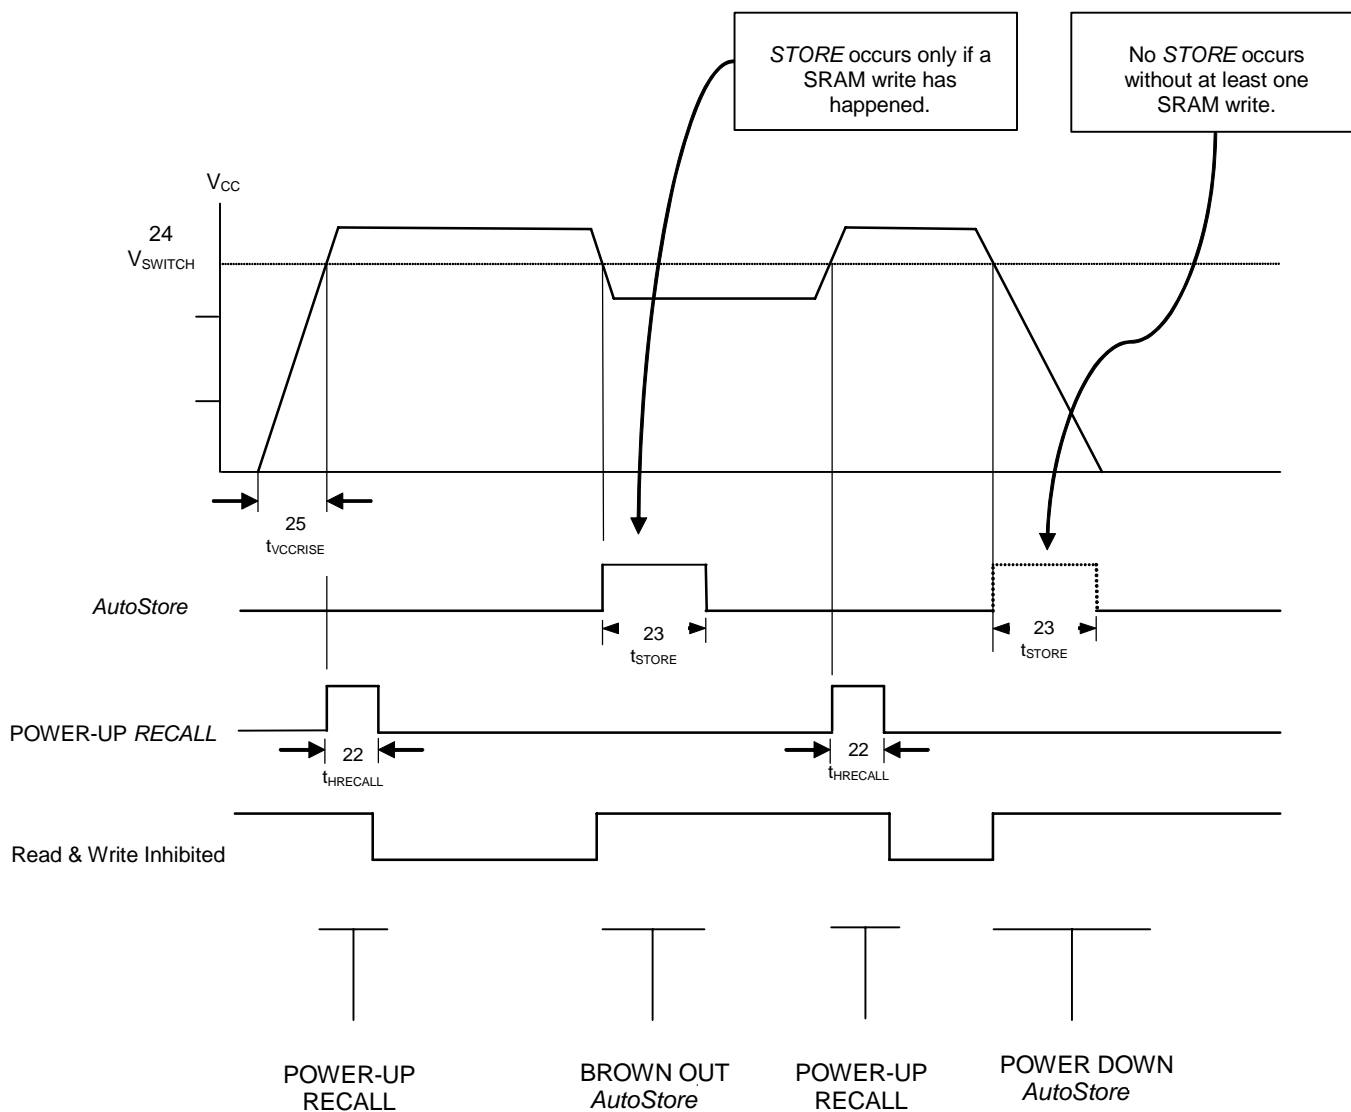 STORE occurs only if a
SRAM write has
happened.
No STORE occurs
without at least one
SRAM write.
VCC
24
VSWITCH
25
tVCCRISE
AutoStore
23
tSTORE
23
tSTORE
POWER-UP RECALL
22
tHRECALL
22
tHRECALL
Read & Write Inhibited
POWER-UP
RECALL
BROWN OUT
AutoStore
POWER-UP
RECALL
POWER DOWN
AutoStore